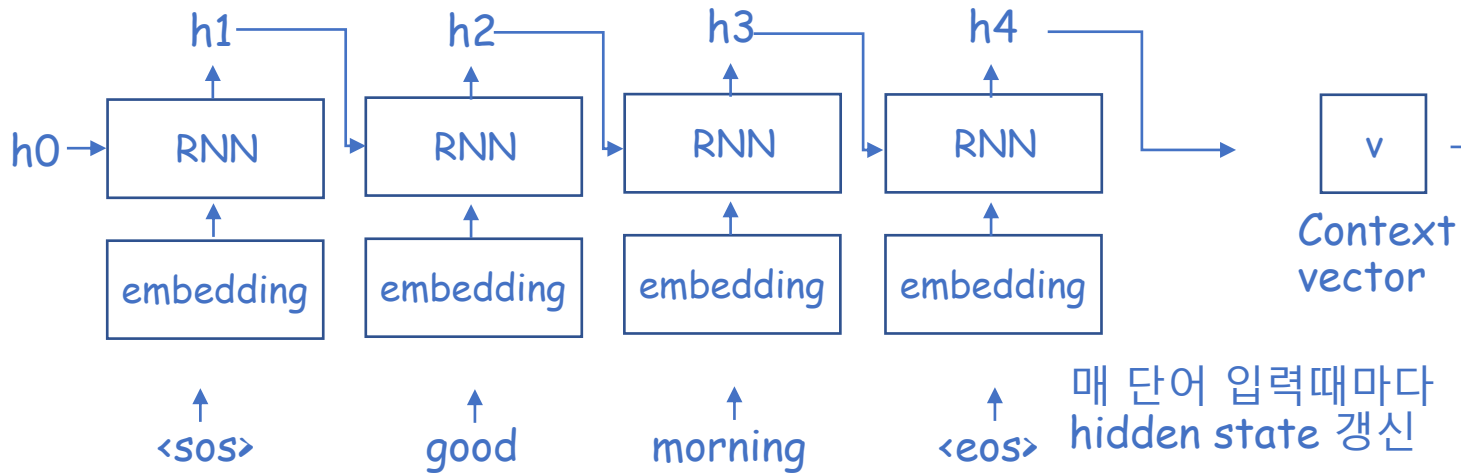 h1 h2 h3 h4
h0 RNN RNN RNN RNN v
Context
vector
embedding embedding embedding embedding
매 단어 입력때마다
hidden state 갱신
<sos> good morning <eos>